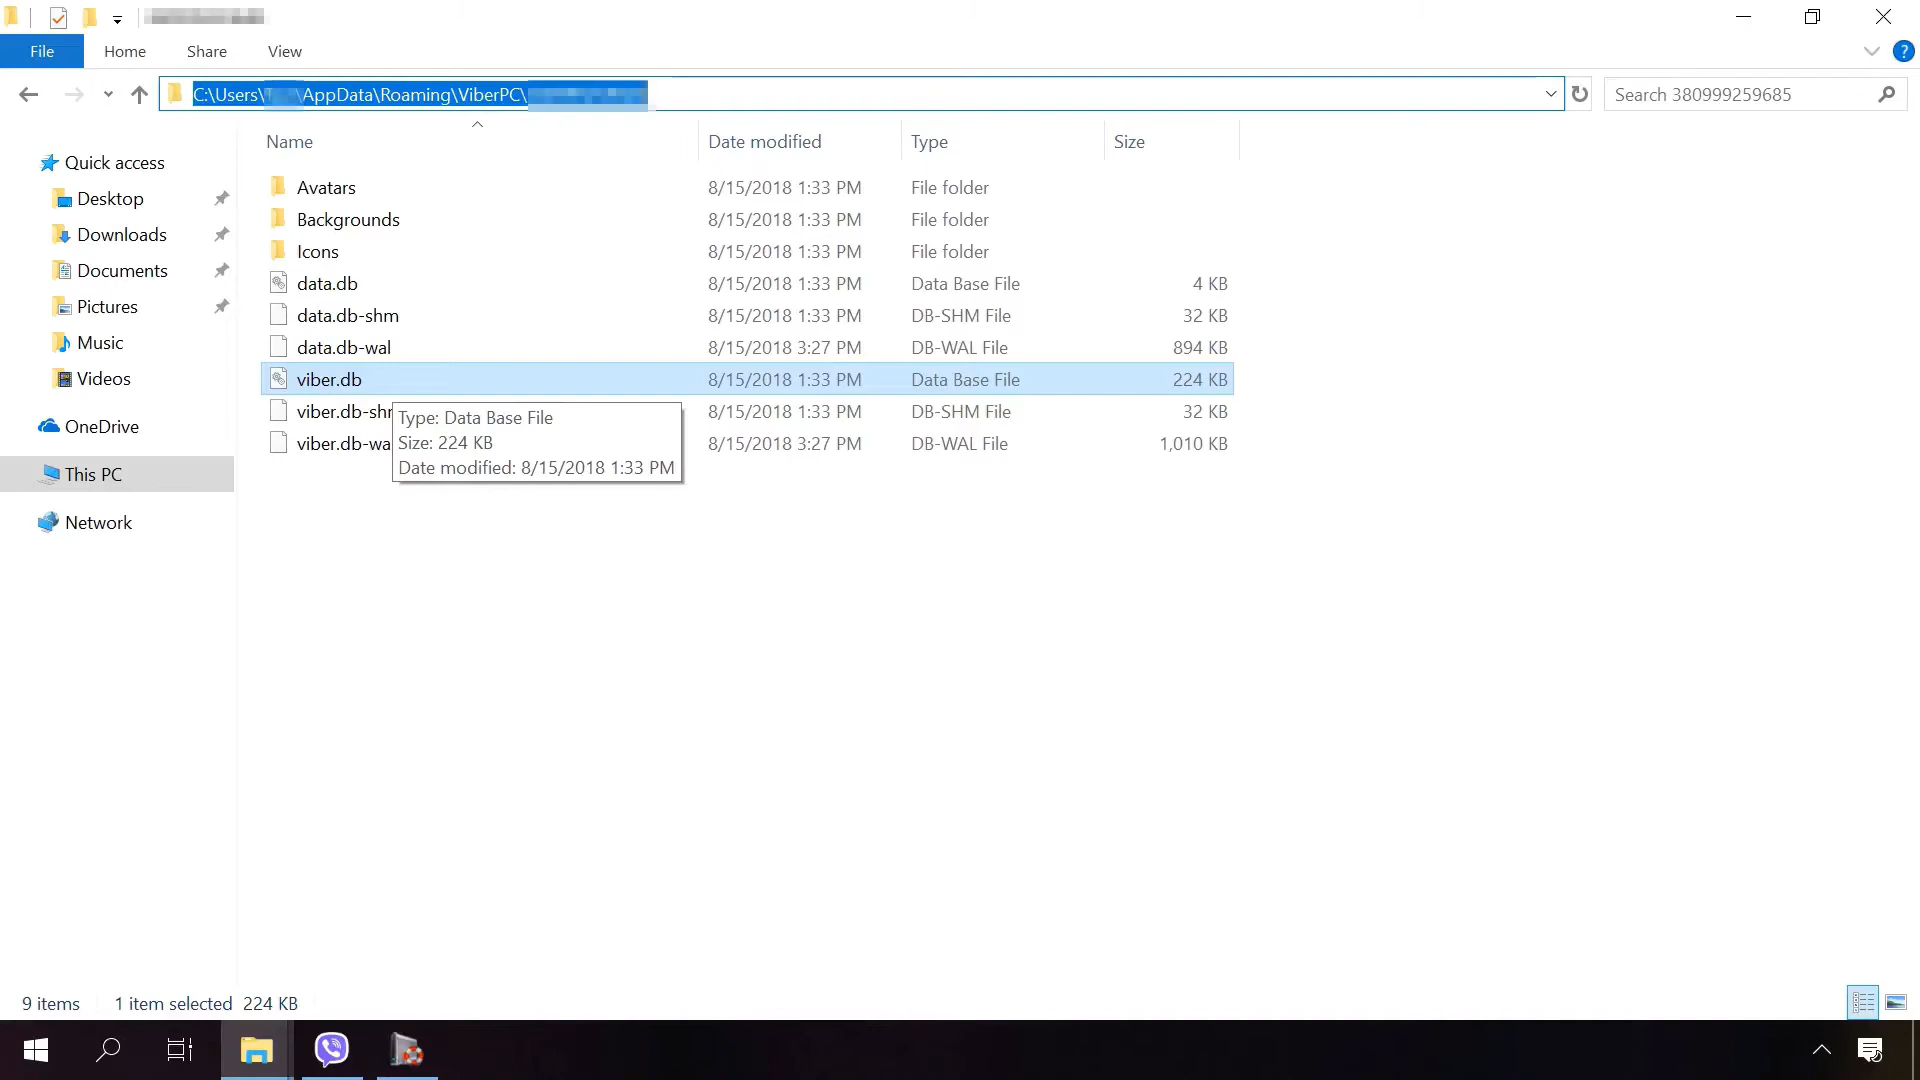 File Home Share View
C:\Users\ \AppData\Roaming\ViberPC\
Search 380999259685
Name Date modified Type Size
Quick access
Desktop
Downloads
Documents
Pictures
Music
Videos
OneDrive
This PC
Network
Avatars 8/15/2018 1:33 PM File folder
Backgrounds 8/15/2018 1:33 PM File folder
Icons 8/15/2018 1:33 PM File folder
data.db 8/15/2018 1:33 PM Data Base File 4 KB
data.db-shm 8/15/2018 1:33 PM DB-SHM File 32 KB
data.db-wal 8/15/2018 3:27 PM DB-WAL File 894 KB
viber.db 8/15/2018 1:33 PM Data Base File 224 KB
viber.db-shm 8/15/2018 1:33 PM DB-SHM File 32 KB
viber.db-wa 8/15/2018 3:27 PM DB-WAL File 1,010 KB
Type: Data Base File
Size: 224 KB
Date modified: 8/15/2018 1:33 PM
9 items 1 item selected 224 KB